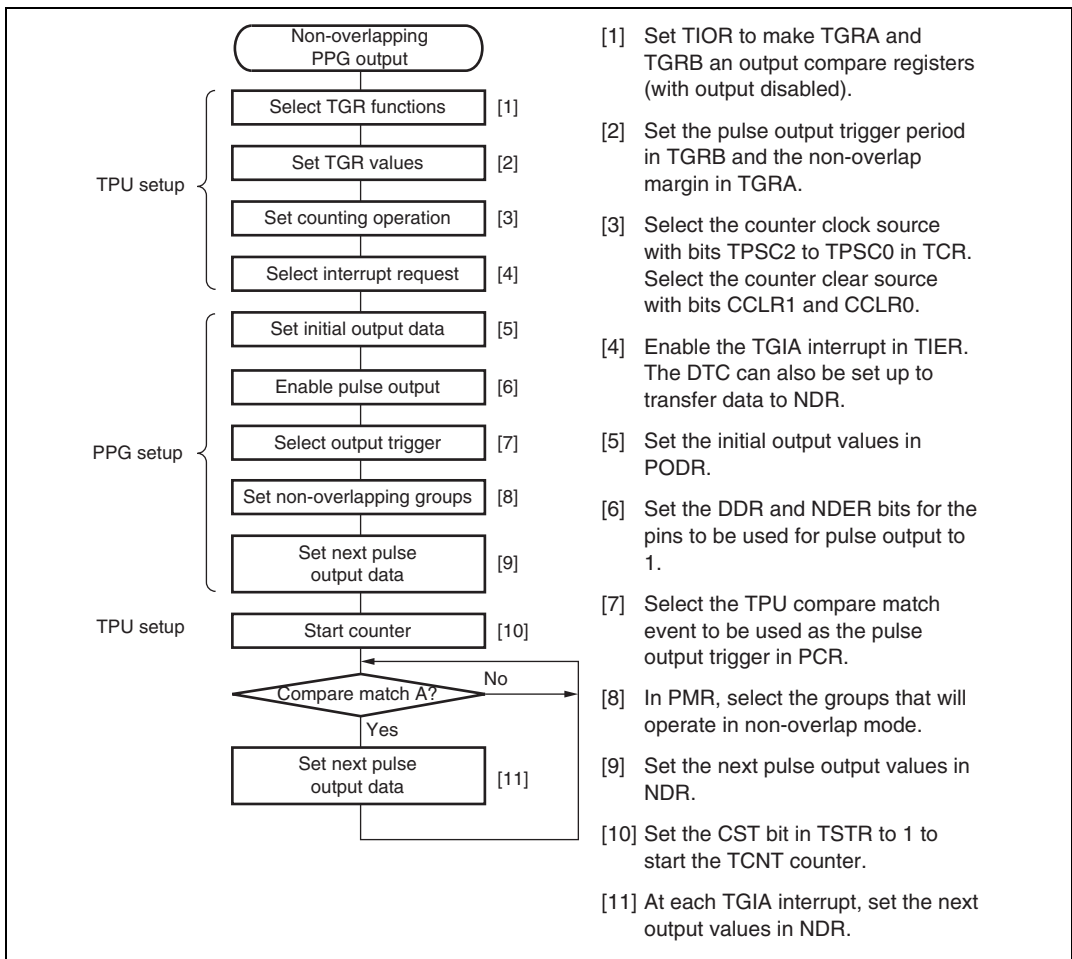 Non-overlapping
PPG output
TPU setup
Select TGR functions [1]
Set TGR values [2]
Set counting operation [3]
Select interrupt request [4]
PPG setup
Set initial output data [5]
Enable pulse output [6]
Select output trigger [7]
Set non-overlapping groups [8]
Set next pulse
output data [9]
TPU setup
Start counter [10]
Compare match A?
No
Yes
Set next pulse
output data [11]
[1] Set TIOR to make TGRA and
TGRB an output compare registers
(with output disabled).
[2] Set the pulse output trigger period
in TGRB and the non-overlap
margin in TGRA.
[3] Select the counter clock source
with bits TPSC2 to TPSC0 in TCR.
Select the counter clear source
with bits CCLR1 and CCLR0.
[4] Enable the TGIA interrupt in TIER.
The DTC can also be set up to
transfer data to NDR.
[5] Set the initial output values in
PODR.
[6] Set the DDR and NDER bits for the
pins to be used for pulse output to
1.
[7] Select the TPU compare match
event to be used as the pulse
output trigger in PCR.
[8] In PMR, select the groups that will
operate in non-overlap mode.
[9] Set the next pulse output values in
NDR.
[10] Set the CST bit in TSTR to 1 to
start the TCNT counter.
[11] At each TGIA interrupt, set the next
output values in NDR.